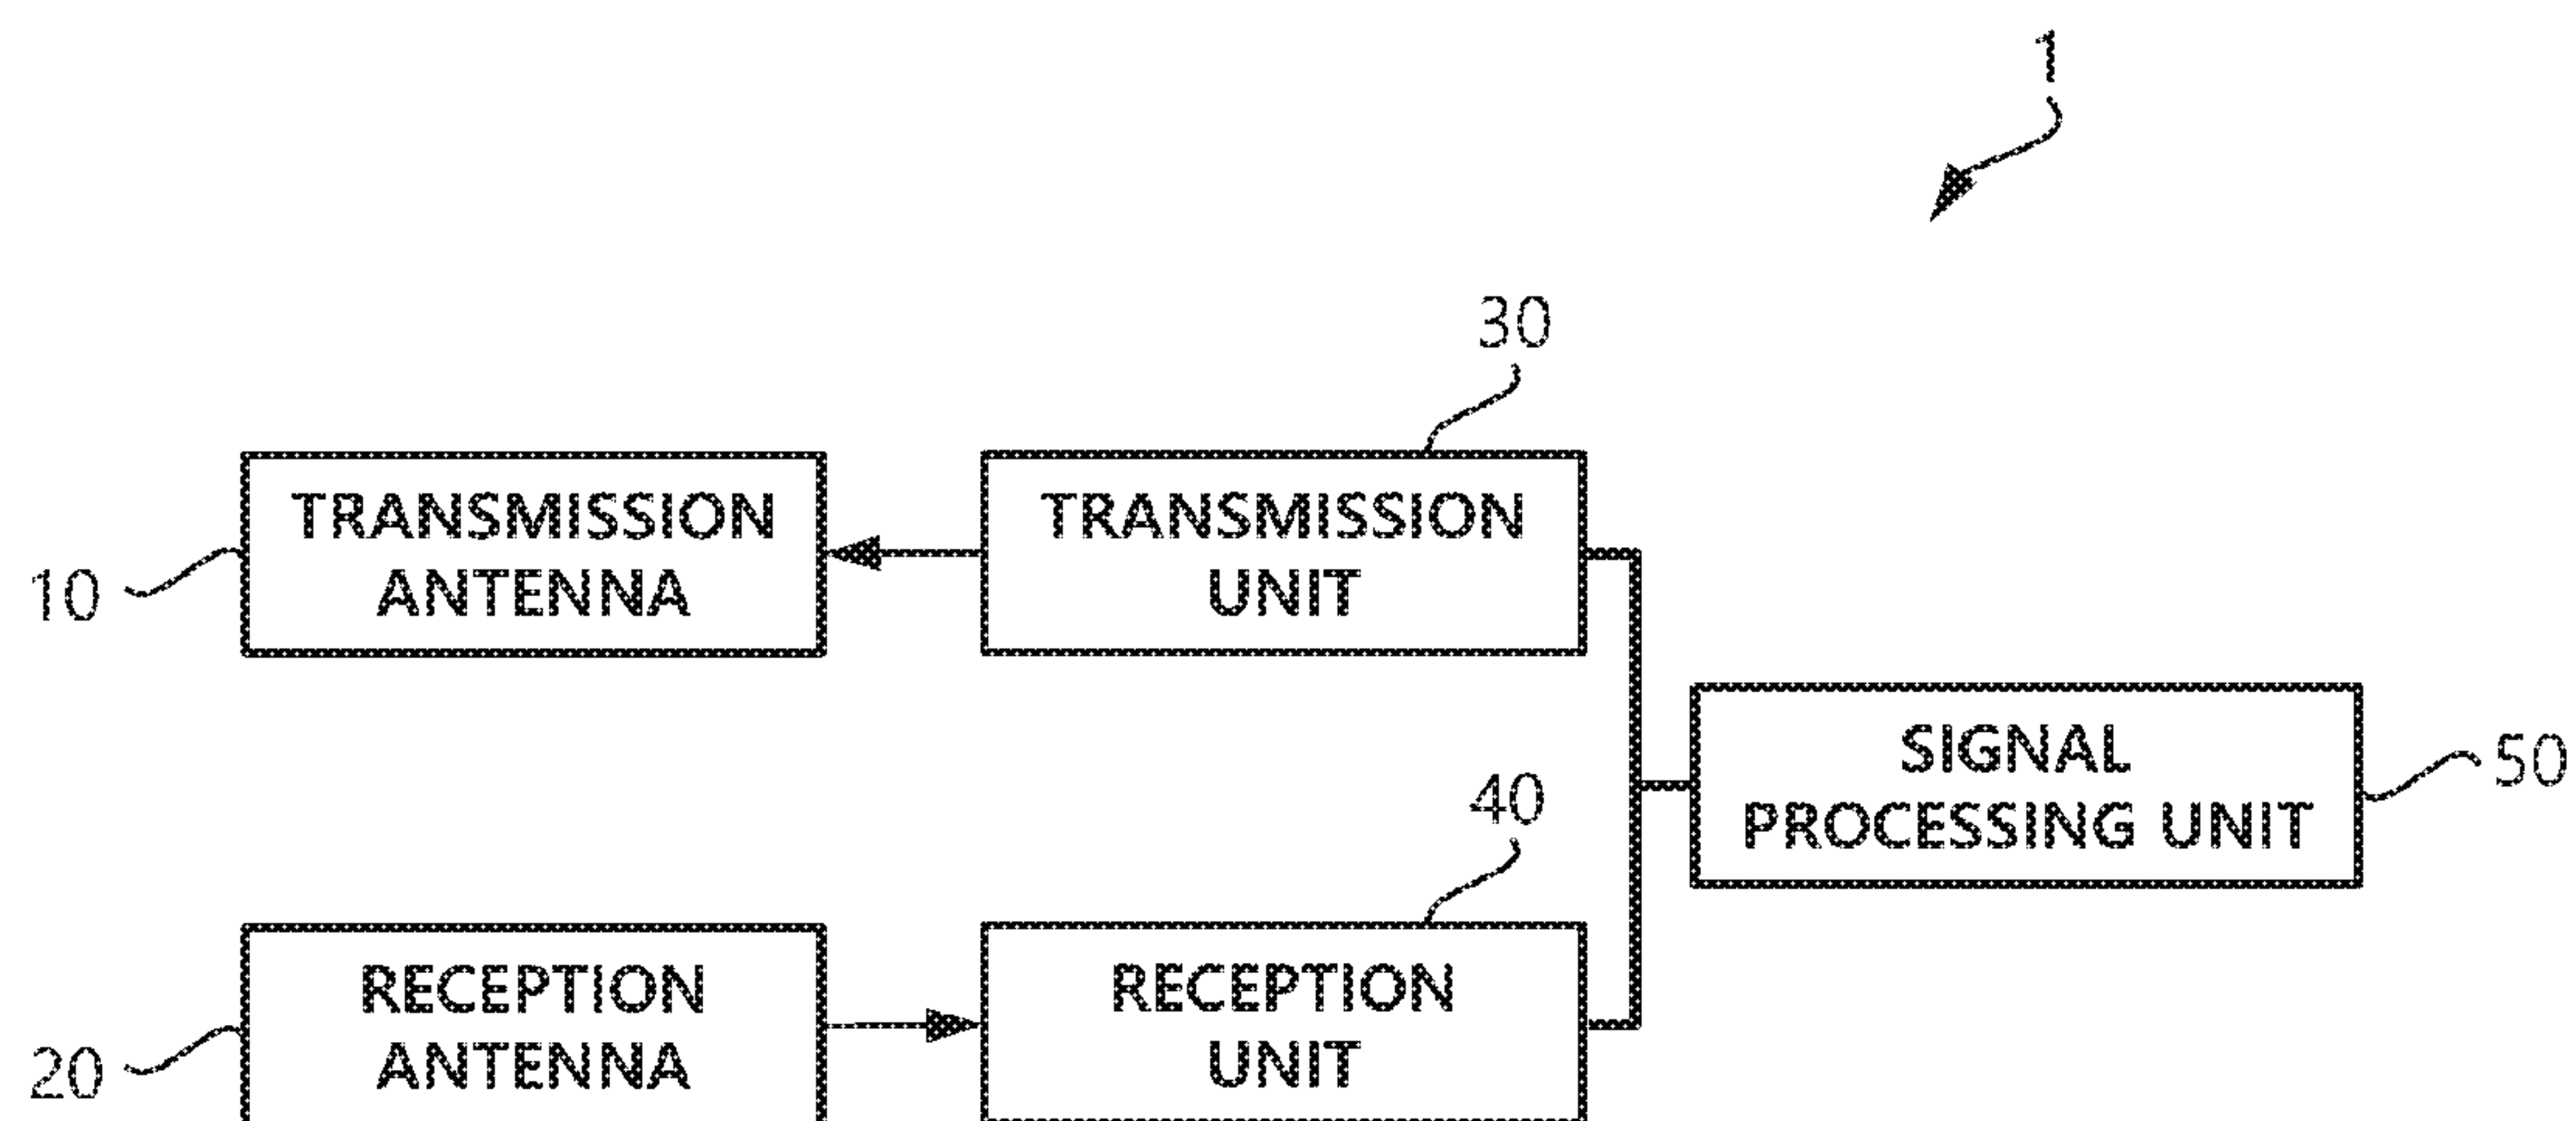 1
30
TRANSMISSION
ANTENNA
TRANSMISSION
UNIT
10
SIGNAL
PROCESSING UNIT
50
40
RECEPTION
ANTENNA
RECEPTION
UNIT
20